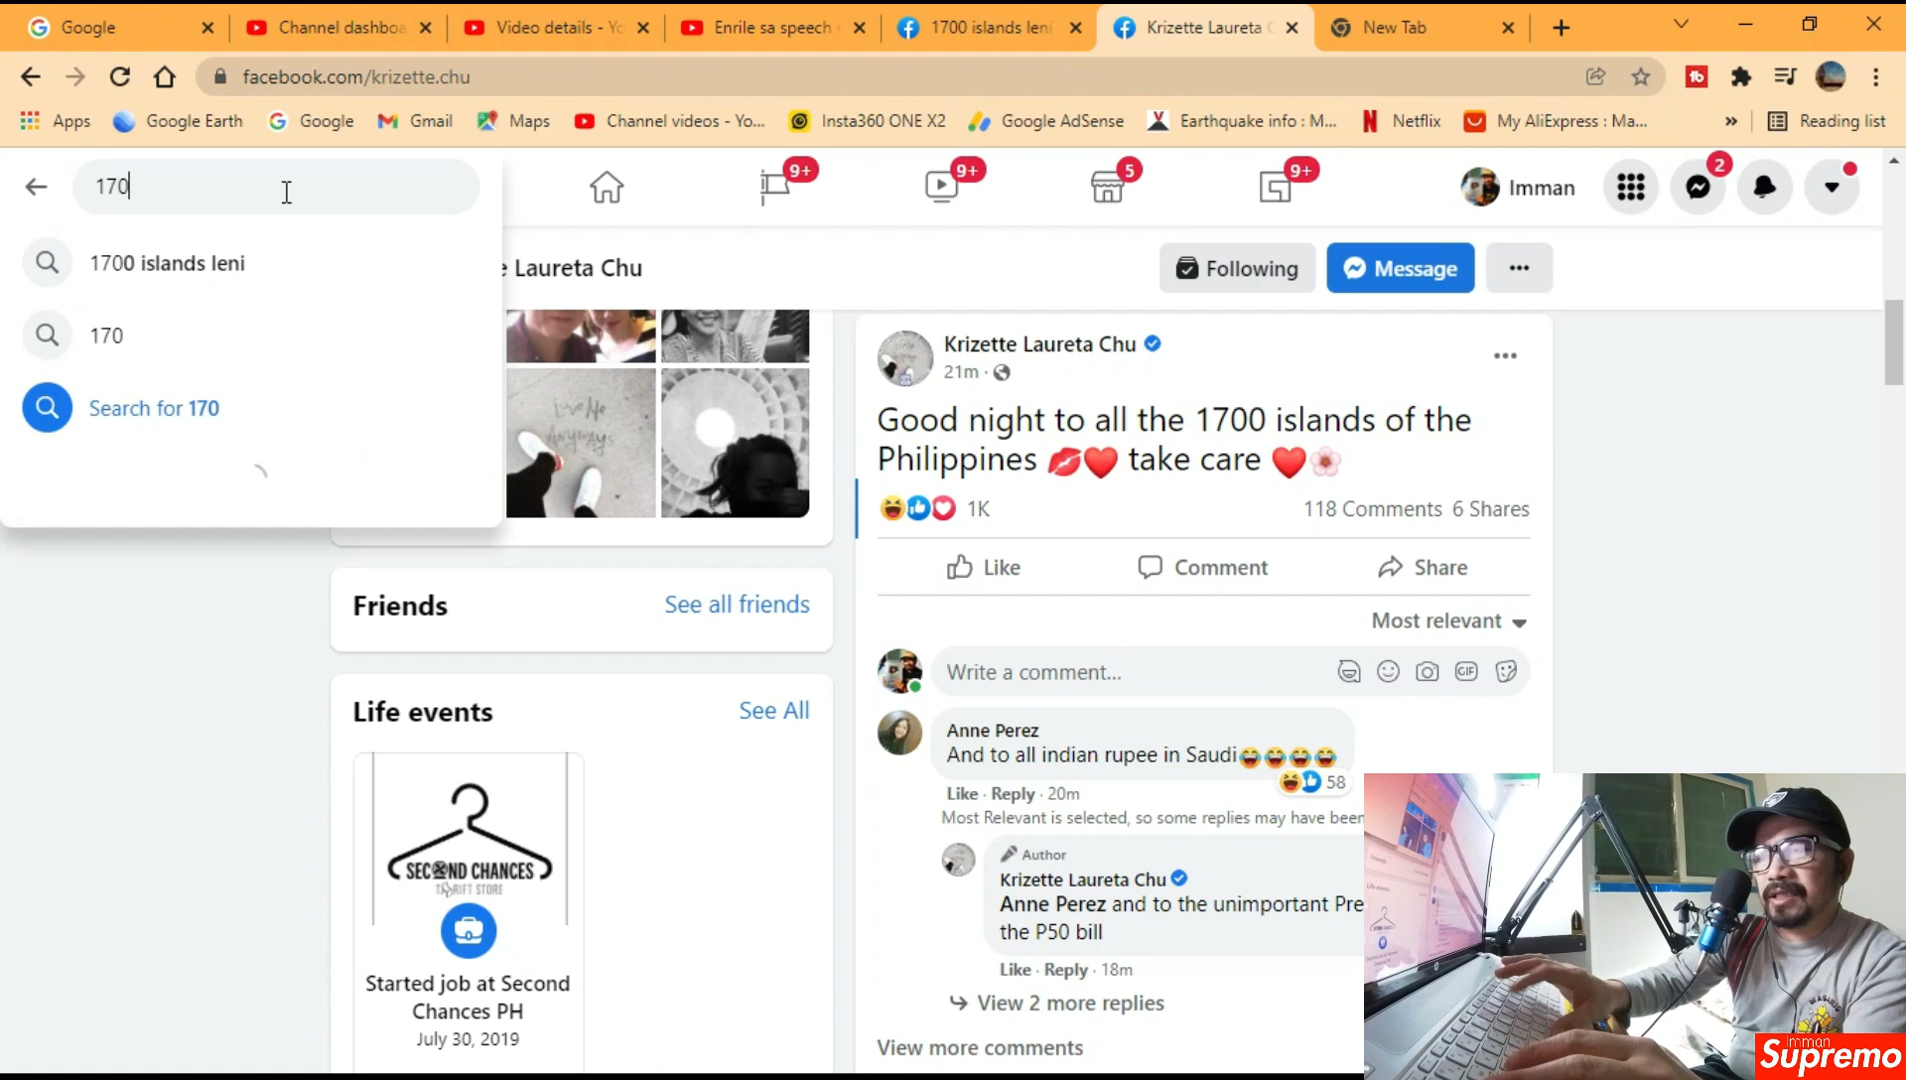 Google
Channel dashboa
Video details - Yo
Enrile sa speech
1700 islands leni
Krizette Laureta C
New Tab
facebook.com/krizette.chu
Apps
Google Earth
Google
Gmail
Maps
Channel videos - Yo...
Insta360 ONE X2
Google AdSense
Earthquake info : M...
Netflix
My AliExpress : Ma...
»
Reading list
170
9+
9+
5
9+
Imman
2
1700 islands leni
170
Search for 170
e Laureta Chu
Following
Message
Krizette Laureta Chu
21m ·
Good night to all the 1700 islands of the
Philippines 💋❤️ take care ❤️🌸
1K
118 Comments 6 Shares
Like
Comment
Share
Most relevant
Write a comment...
GIF
Anne Perez
And to all indian rupee in Saudi😂😂😂😂
58
Like · Reply · 20m
Most Relevant is selected, so some replies may have been
Author
Krizette Laureta Chu
Anne Perez and to the unimportant Pre
the P50 bill
Like · Reply · 18m
View 2 more replies
View more comments
Friends
See all friends
Life events
See All
Love Me
Anyways
SECOND CHANCES
THRIFT STORE
Started job at Second
Chances PH
July 30, 2019
Imman
Supremo